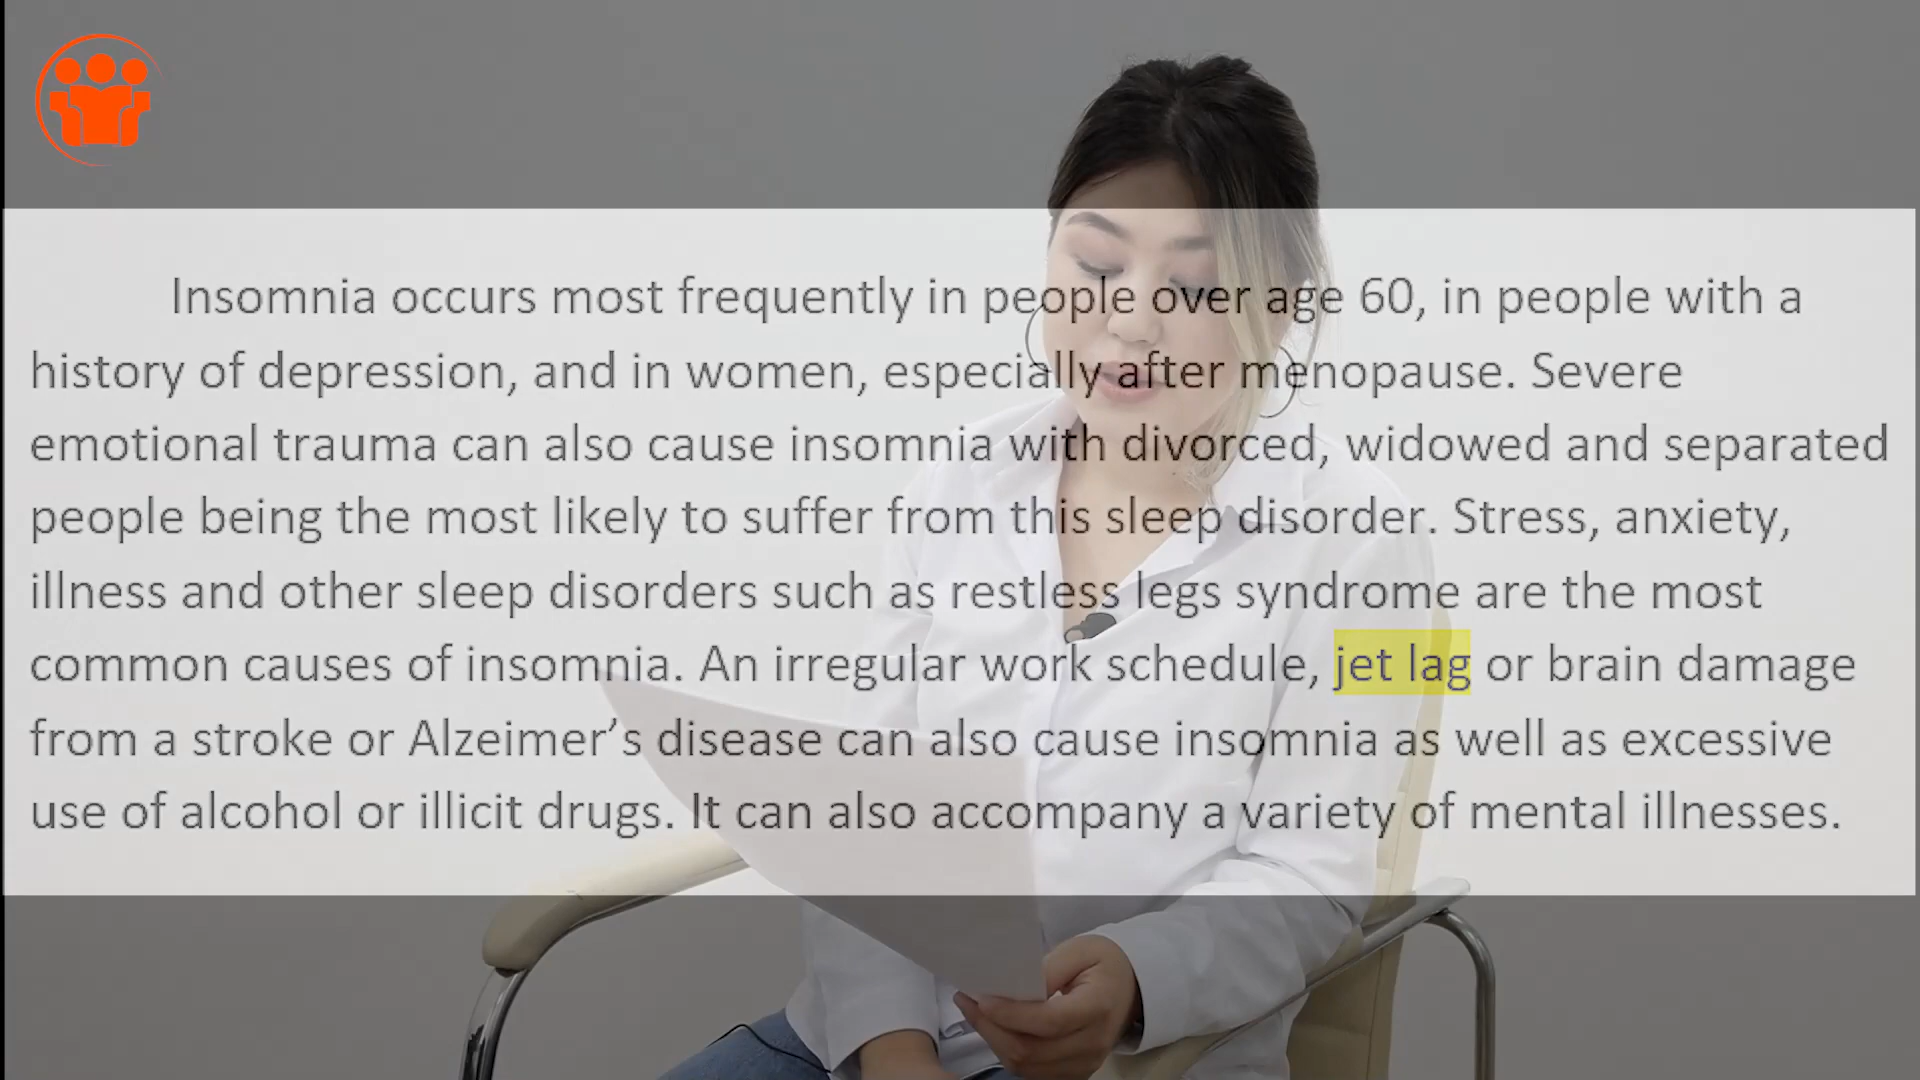 Insomnia occurs most frequently in people over age 60, in people with a
history of depression, and in women, especially after menopause. Severe
emotional trauma can also cause insomnia with divorced, widowed and separated
people being the most likely to suffer from this sleep disorder. Stress, anxiety,
illness and other sleep disorders such as restless legs syndrome are the most
common causes of insomnia. An irregular work schedule, jet lag or brain damage
from a stroke or Alzeimer’s disease can also cause insomnia as well as excessive
use of alcohol or illicit drugs. It can also accompany a variety of mental illnesses.